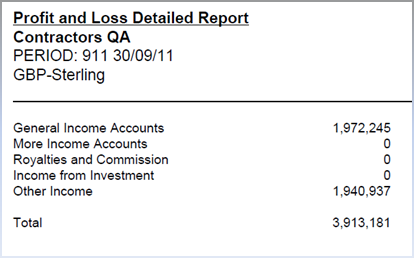 Profit and Loss Detailed Report
Contractors QA
PERIOD: 911 30/09/11
GBP-Sterling
General Income Accounts 1,972,245
More Income Accounts 0
Royalties and Commission 0
Income from Investment 0
Other Income 1,940,937
Total 3,913,181